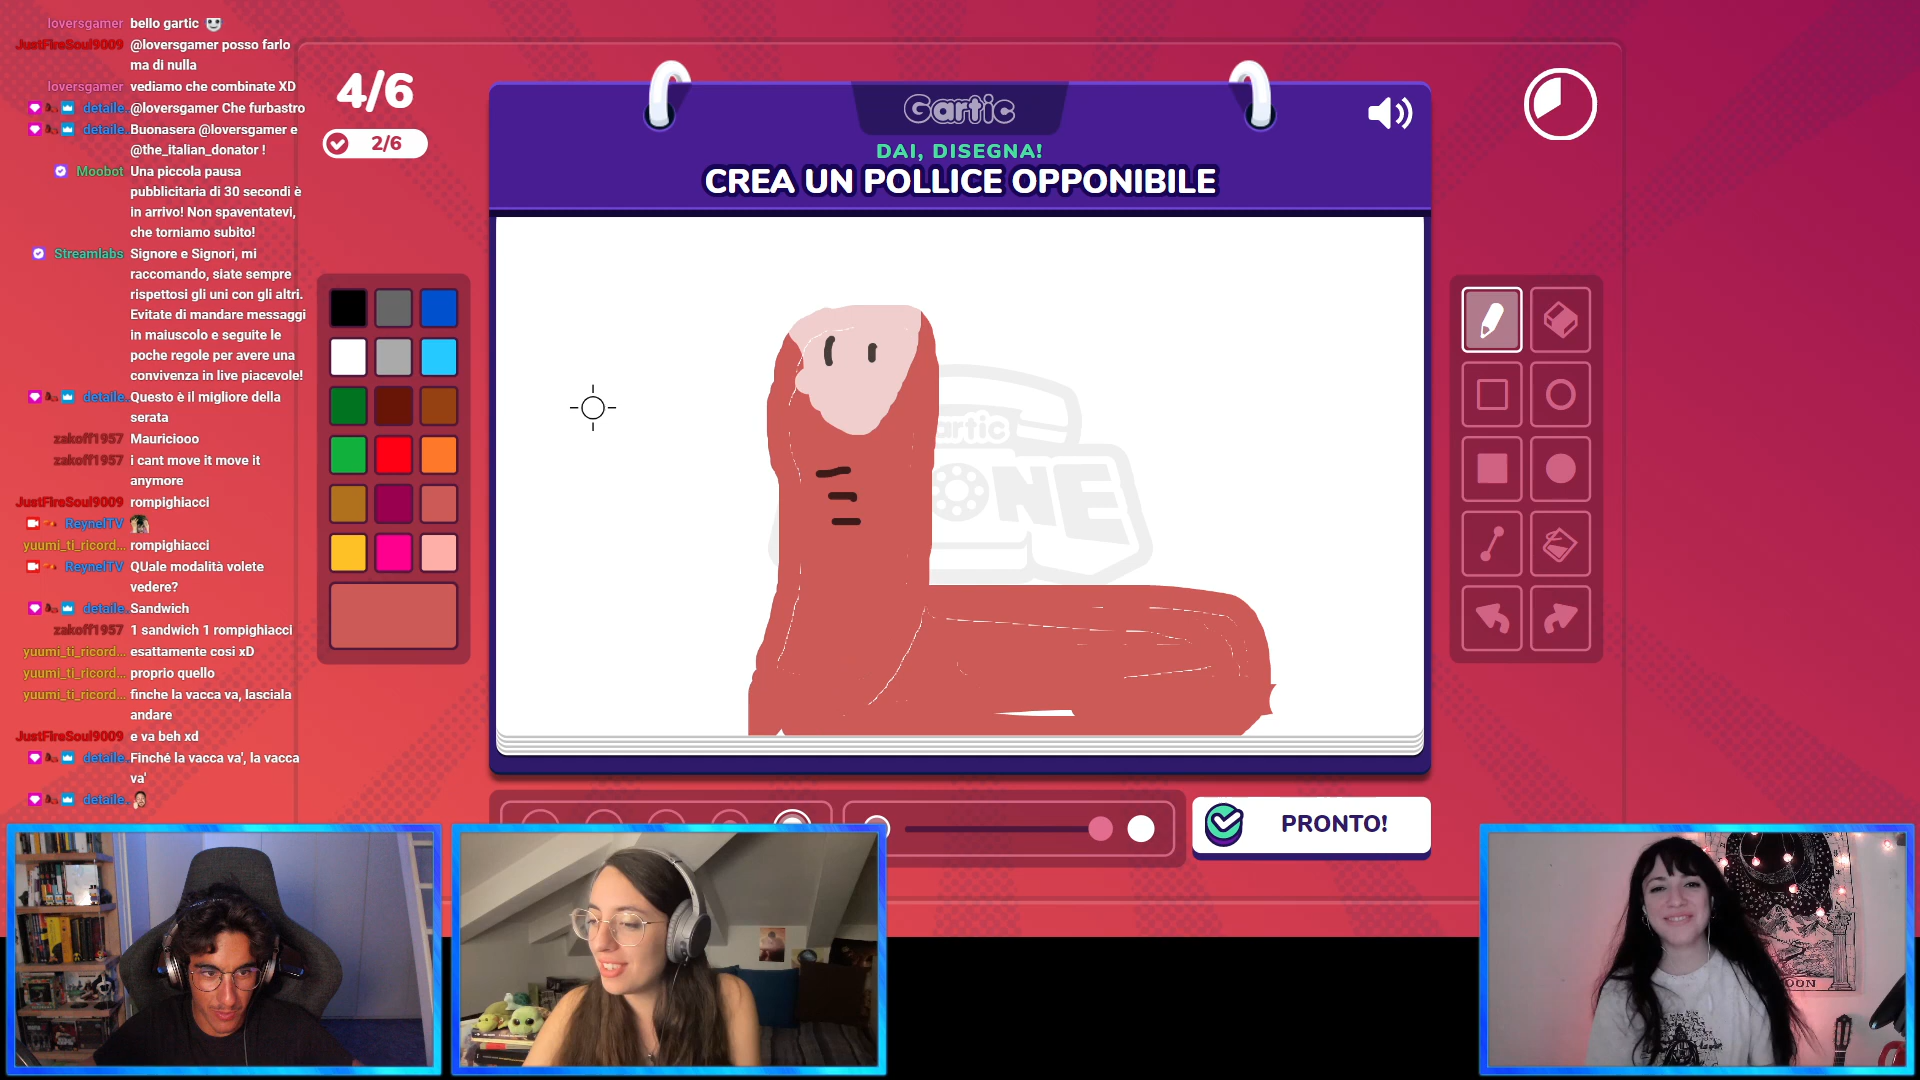 loversgamer bello gartic
JustFireSoul9009 @loversgamer posso farlo
ma di nulla
loversgamer vediamo che combinate XD
detaile... @loversgamer Che furbastro
detaile... Buonasera @loversgamer e
@the_italian_donator !
Moobot Una piccola pausa
pubblicitaria di 30 secondi è
in arrivo! Non spaventatevi,
che torniamo subito!
Streamlabs Signore e Signori, mi
raccomando, siate sempre
rispettosi gli uni con gli altri.
Evitate di mandare messaggi
in maiuscolo e seguite le
poche regole per avere una
convivenza in live piacevole!
detaile... Questo è il migliore della
serata
zakoff1957 Mauriciooo
zakoff1957 i cant move it move it
anymore
JustFireSoul9009 rompighiacci
ReynelTV
yuumi_ti_ricord... rompighiacci
ReynelTV QUale modalità volete
vedere?
detaile... Sandwich
zakoff1957 1 sandwich 1 rompighiacci
yuumi_ti_ricord... esattamente cosi xD
yuumi_ti_ricord... proprio quello
yuumi_ti_ricord... finche la vacca va, lasciala
andare
JustFireSoul9009 e va beh xd
detaile... Finché la vacca va', la vacca
va'
detaile...
4/6
2/6
Gartic
DAI, DISEGNA!
CREA UN POLLICE OPPONIBILE
artic
ONE
PRONTO!
OON